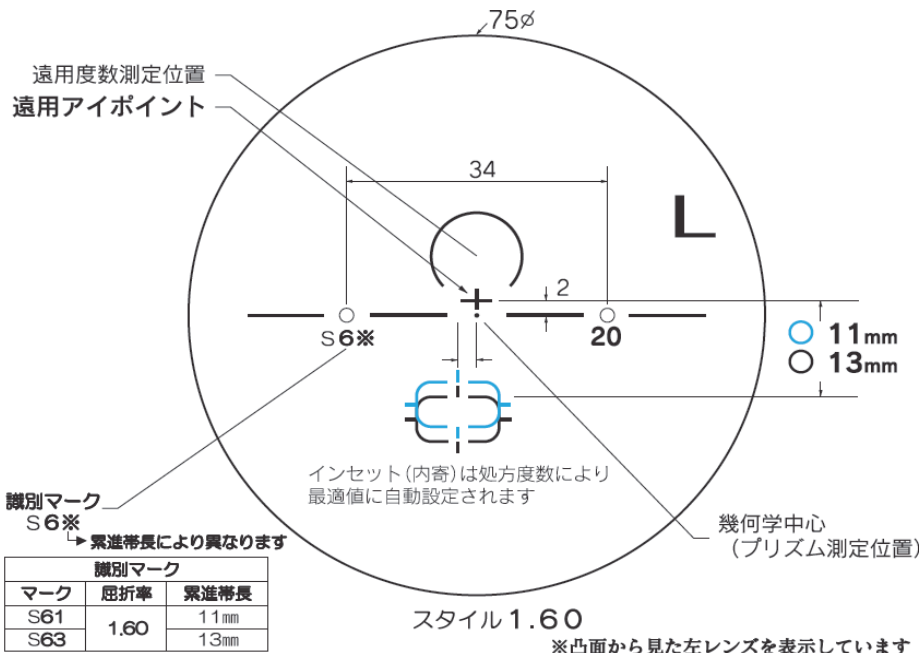 75φ
遠用度数測定位置
遠用アイポイント
34
L
2
S6※
20
11mm
13mm
インセット(内寄)は処方度数により
最適値に自動設定されます
識別マーク
S6※
累進帯長により異なります
幾何学中心
(プリズム測定位置)
識別マーク
マーク 屈折率 累進帯長
S61 1.60 11mm
S63 13mm
スタイル1.60
※凸面から見た左レンズを表示しています